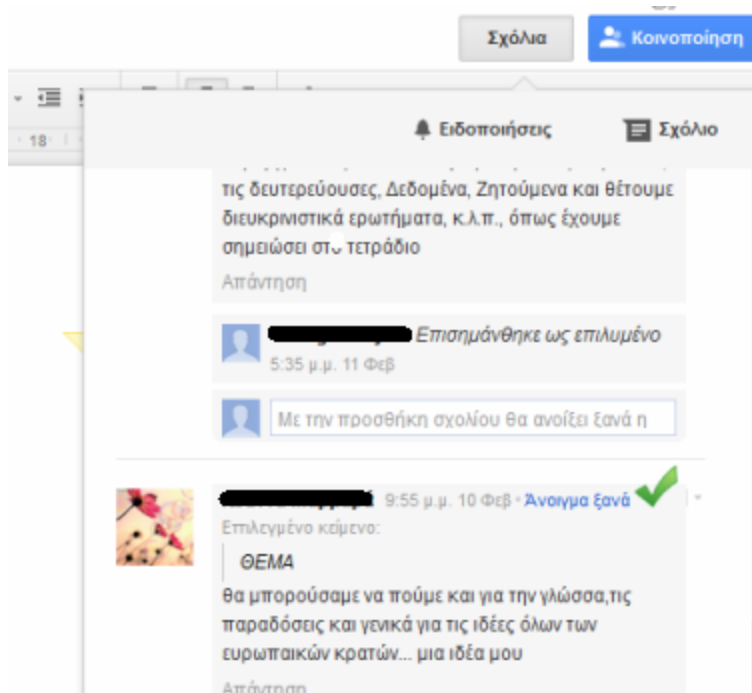 Σχόλια
Κοινοποίηση
18
Ειδοποιήσεις
Σχόλιο
τις δευτερεύουσες, Δεδομένα, Ζητούμενα και θέτουμε
διευκρινιστικά ερωτήματα, κ.λ.π., όπως έχουμε
σημειώσει στο τετράδιο
Απάντηση
Επισημάνθηκε ως επιλυμένο
5:35 μ.μ. 11 Φεβ
Με την προσθήκη σχολίου θα ανοίξει ξανά η
9:55 μ.μ. 10 Φεβ · Άνοιγμα ξανά
Επιλεγμένο κείμενο:
ΘΕΜΑ
θα μπορούσαμε να πούμε και για την γλώσσα,τις
παραδόσεις και γενικά για τις ιδέες όλων των
ευρωπαικών κρατών... μια ιδέα μου
Απάντηση